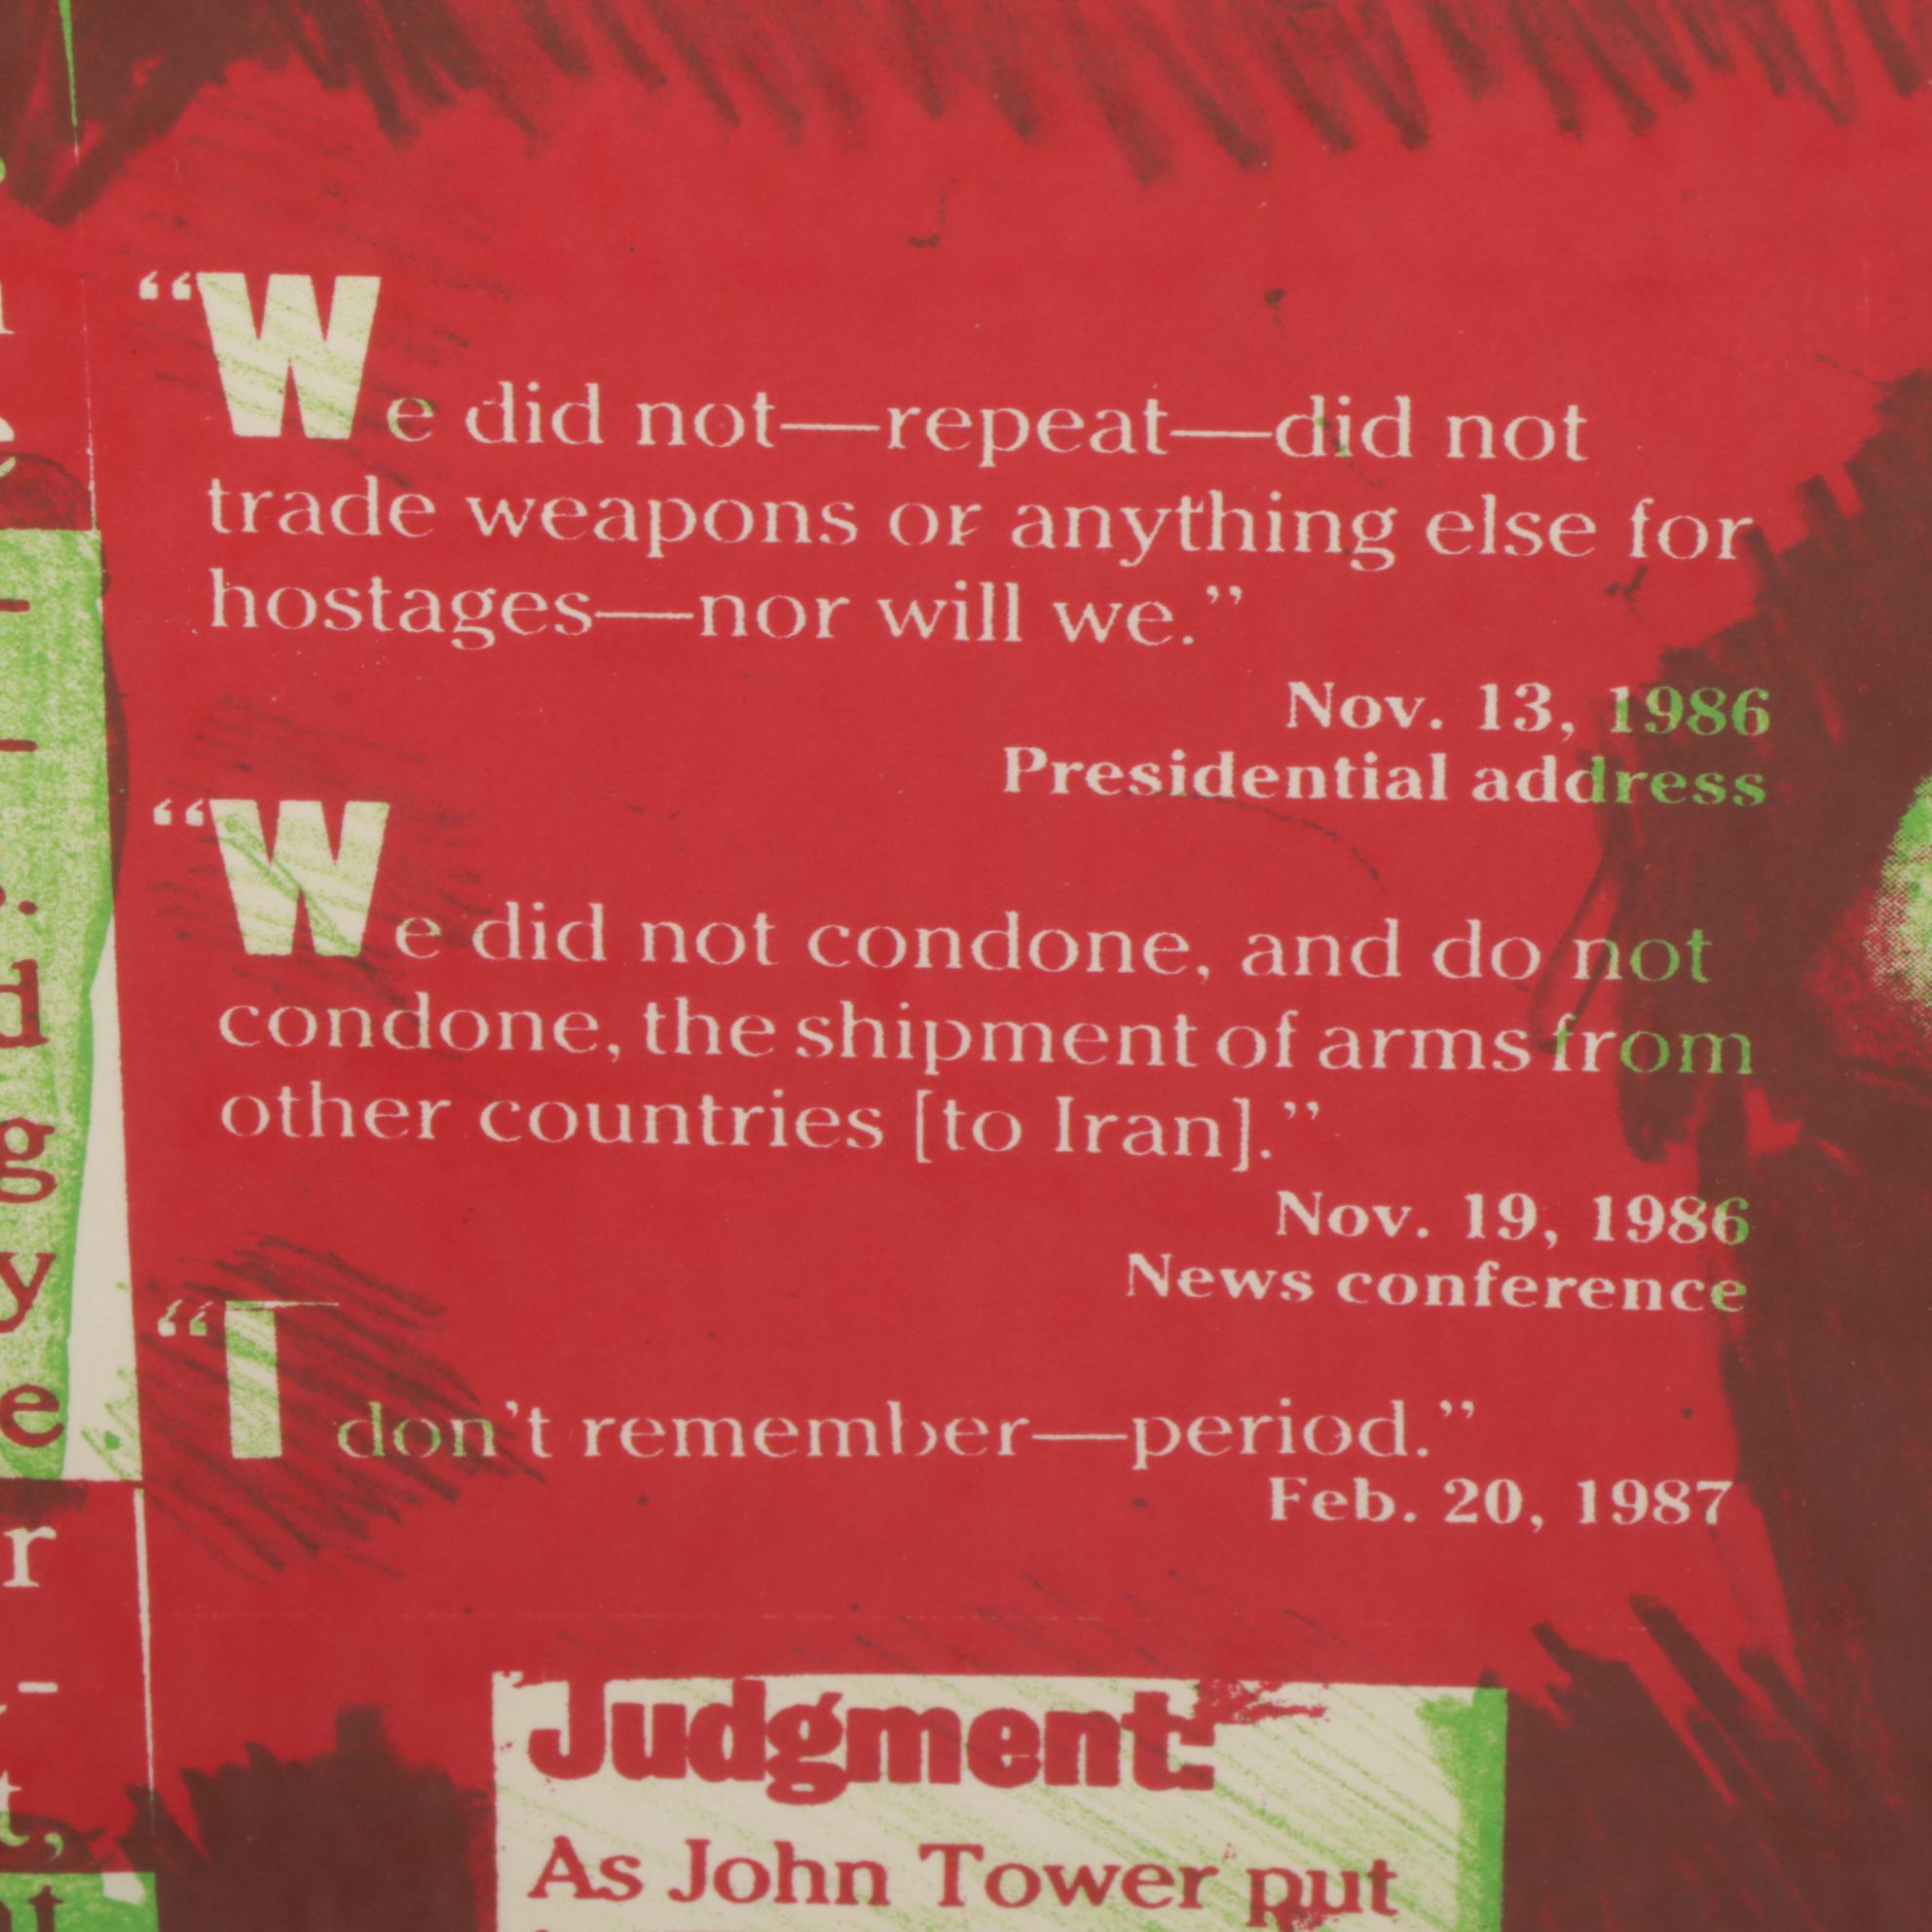 “We did not—repeat—did not
trade weapons or anything else for
hostages—nor will we.”
Nov. 13, 1986
Presidential address
“We did not condone, and do not
condone, the shipment of arms from
other countries [to Iran].”
Nov. 19, 1986
News conference
“I don’t remember—period.”
Feb. 20, 1987
Judgment:
As John Tower put